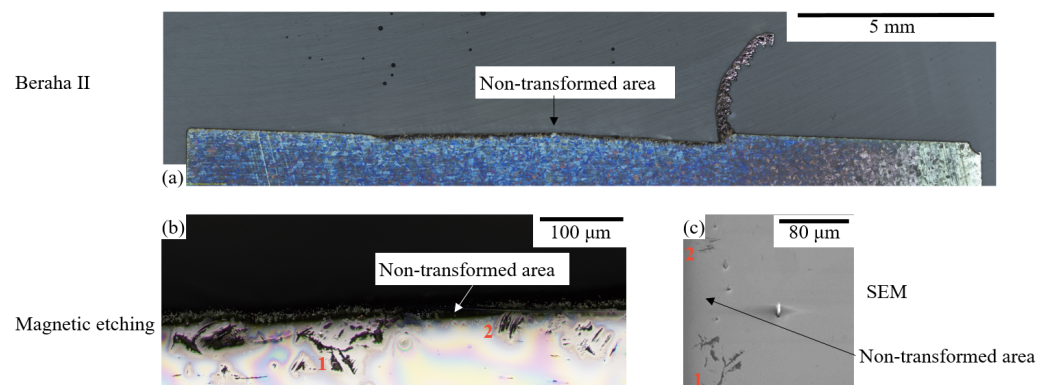 5 mm
Beraha II
Non-transformed area
(a)
(b)
100 µm
(c)
80 µm
Non-transformed area
2
SEM
Magnetic etching
2
1
Non-transformed area
1